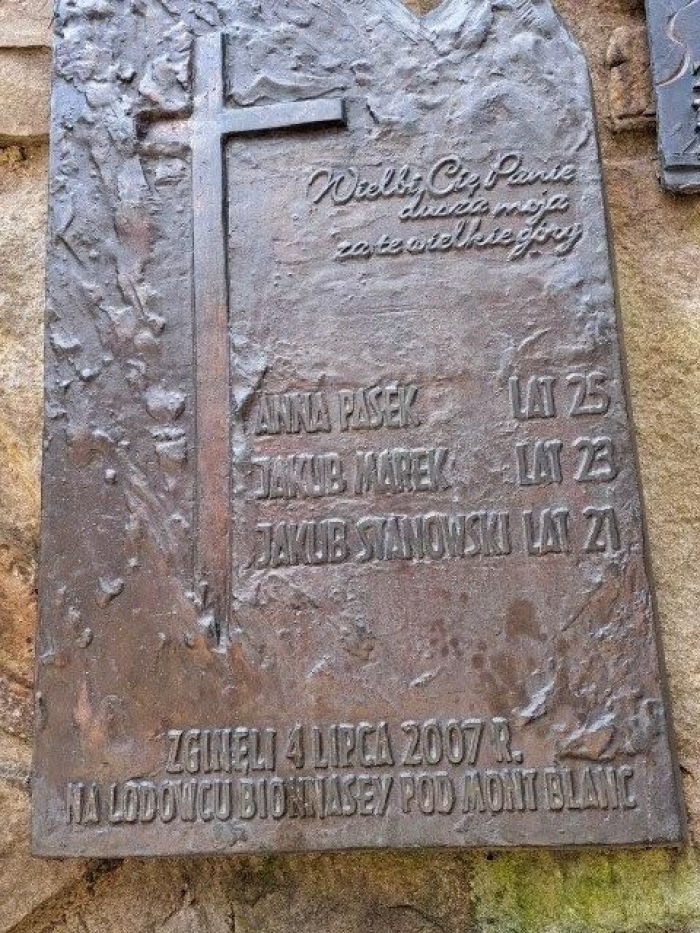 Wielbi Cię Panie
dusza moja
za te wielkie góry
ANNA PASEK LAT 25
JAKUB MAREK LAT 23
JAKUB SYANOWSKI LAT 21
ZGINĘLI 4 LIPCA 2007 R.
NA LODOWCU BIONNASEY POD MONT BLANC